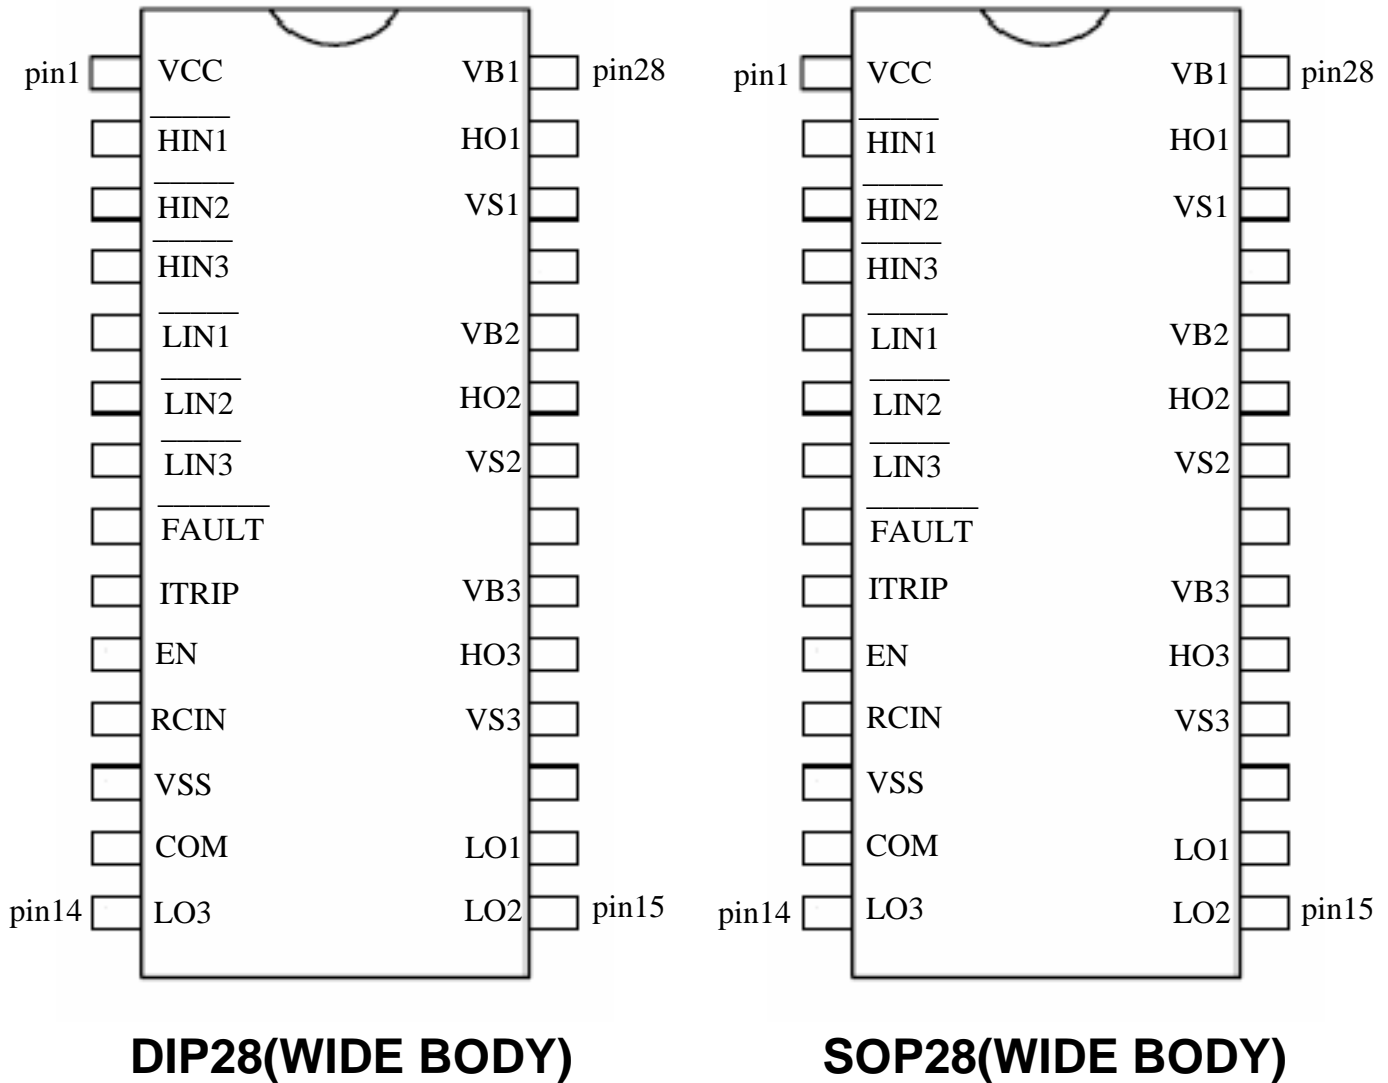 pin1 VCC VB1 pin28
HIN1 HO1
HIN2 VS1
HIN3
LIN1 VB2
LIN2 HO2
LIN3 VS2
FAULT
ITRIP VB3
EN HO3
RCIN VS3
VSS
COM LO1
pin14 LO3 LO2 pin15
DIP28(WIDE BODY)
pin1 VCC VB1 pin28
HIN1 HO1
HIN2 VS1
HIN3
LIN1 VB2
LIN2 HO2
LIN3 VS2
FAULT
ITRIP VB3
EN HO3
RCIN VS3
VSS
COM LO1
pin14 LO3 LO2 pin15
SOP28(WIDE BODY)